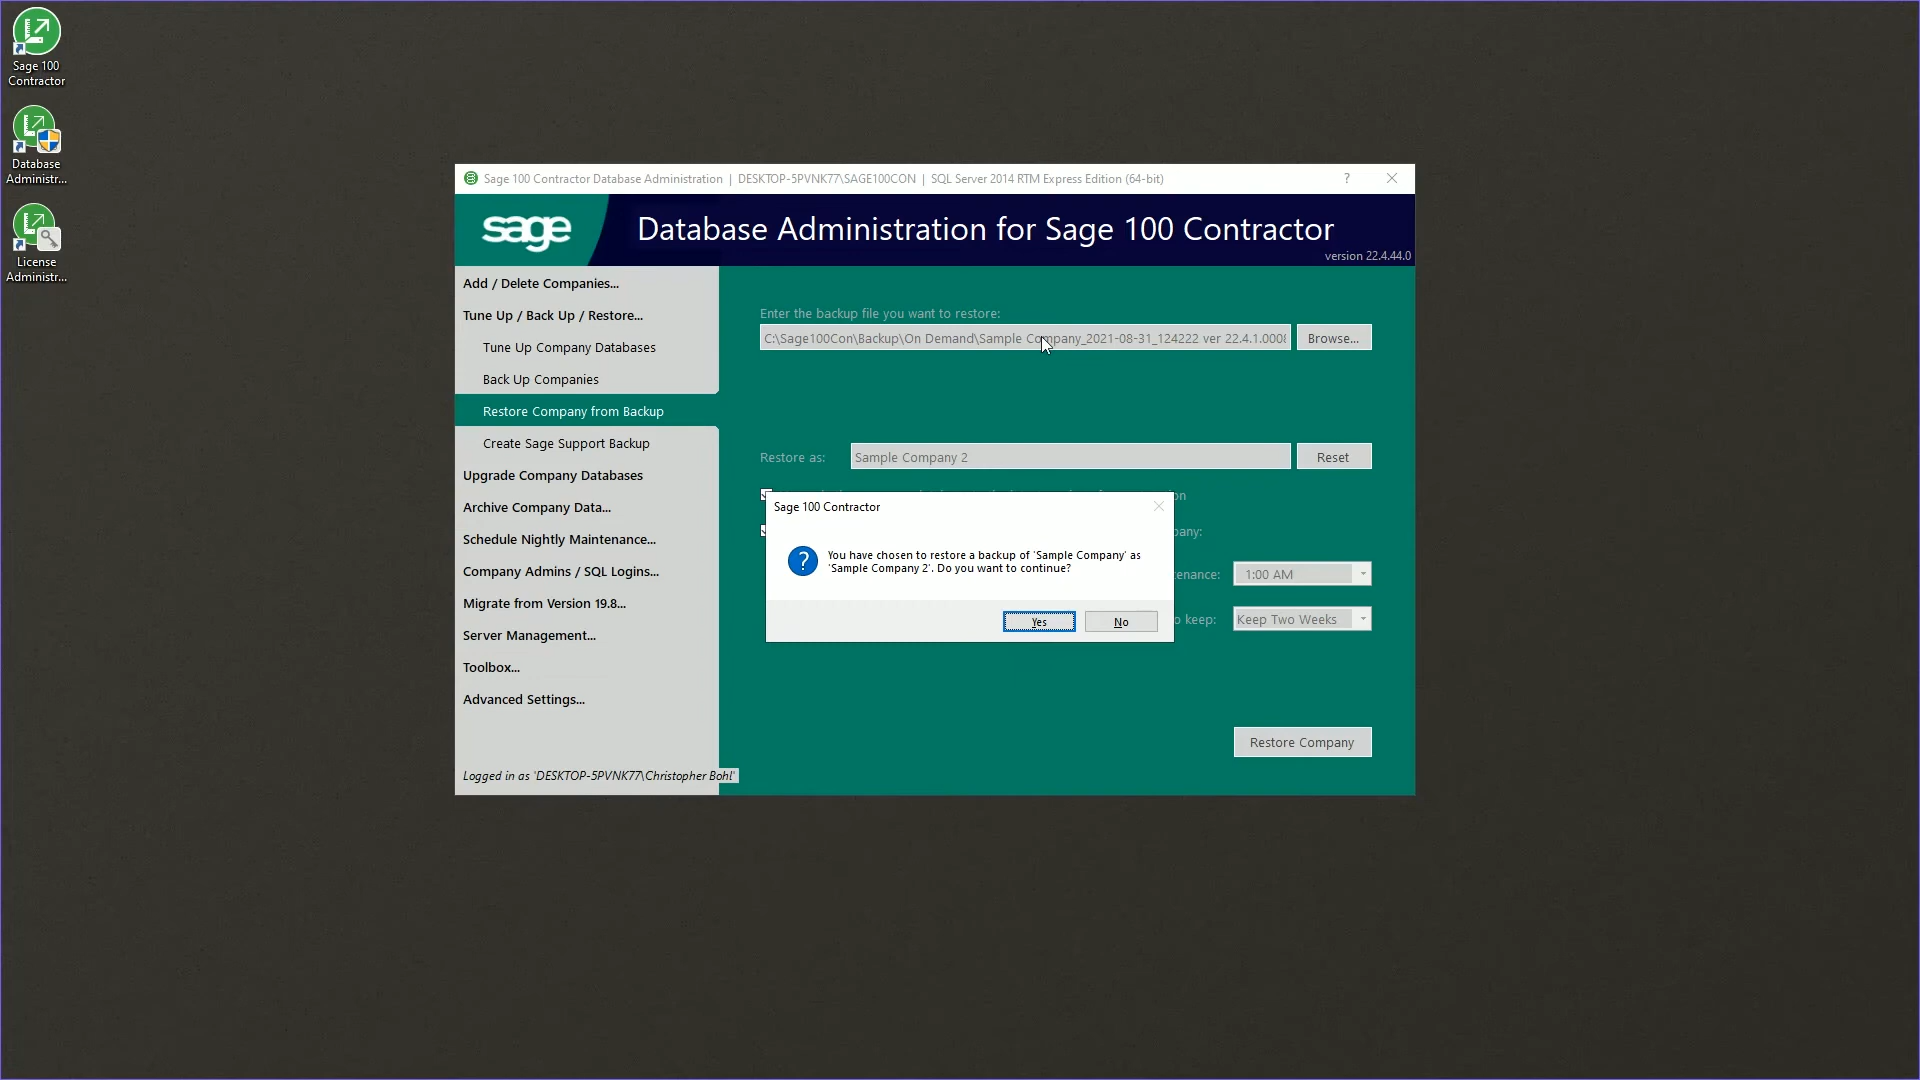 Sage 100
Contractor
Database
Administr...
License
Administr...
Sage 100 Contractor Database Administration | DESKTOP-5PVNK77\SAGE100CON | SQL Server 2014 RTM Express Edition (64-bit)
?
sage
Database Administration for Sage 100 Contractor
version 22.4.44.0
Add / Delete Companies...
Tune Up / Back Up / Restore...
Tune Up Company Databases
Back Up Companies
Restore Company from Backup
Create Sage Support Backup
Upgrade Company Databases
Archive Company Data...
Schedule Nightly Maintenance...
Company Admins / SQL Logins...
Migrate from Version 19.8...
Server Management...
Toolbox...
Advanced Settings...
Logged in as 'DESKTOP-5PVNK77\Christopher Bohl'
Enter the backup file you want to restore:
C:\Sage100Con\Backup\On Demand\Sample Company_2021-08-31_124222 ver 22.4.1.0008
Browse...
Restore as:
Sample Company 2
Reset
on
pany:
tenance:
1:00 AM
o keep:
Keep Two Weeks
Restore Company
Sage 100 Contractor
?
You have chosen to restore a backup of 'Sample Company' as
'Sample Company 2'. Do you want to continue?
Yes
No